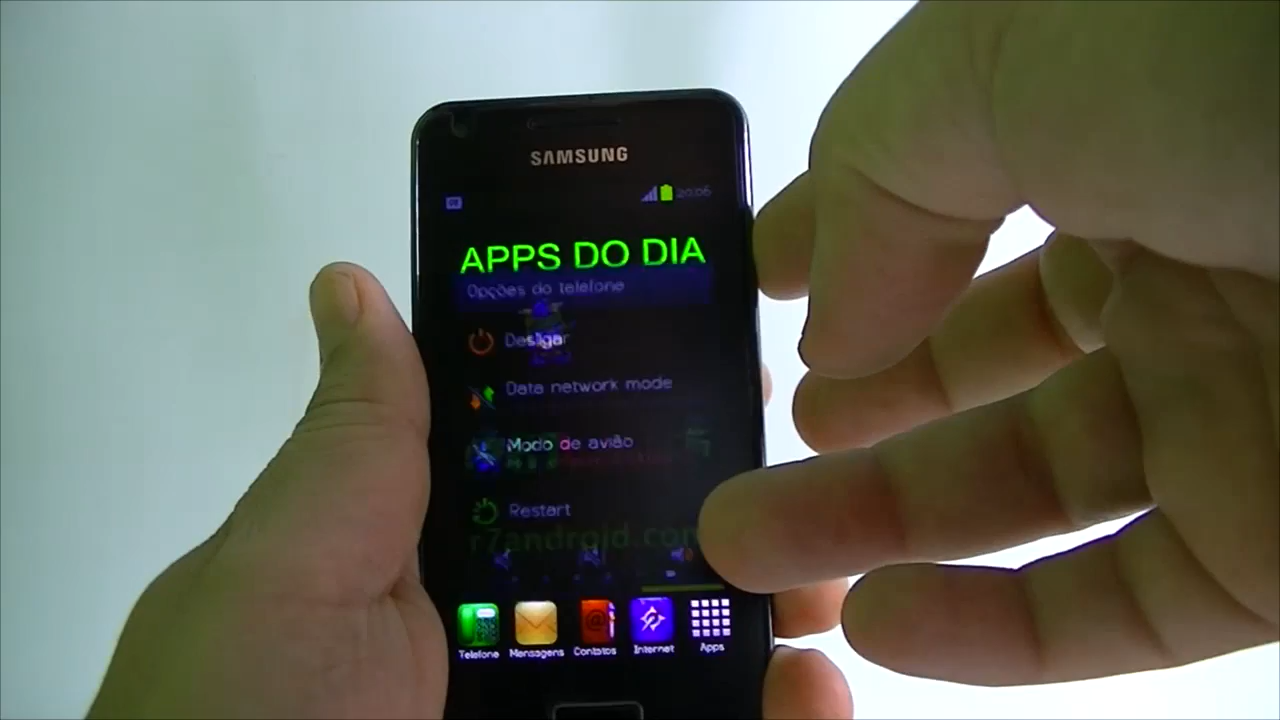 SAMSUNG
20:06
APPS DO DIA
Opções do telefone
Desligar
Data network mode
Modo de avião
Restart
r7android.com
Telefone Mensagens Contatos Internet Apps